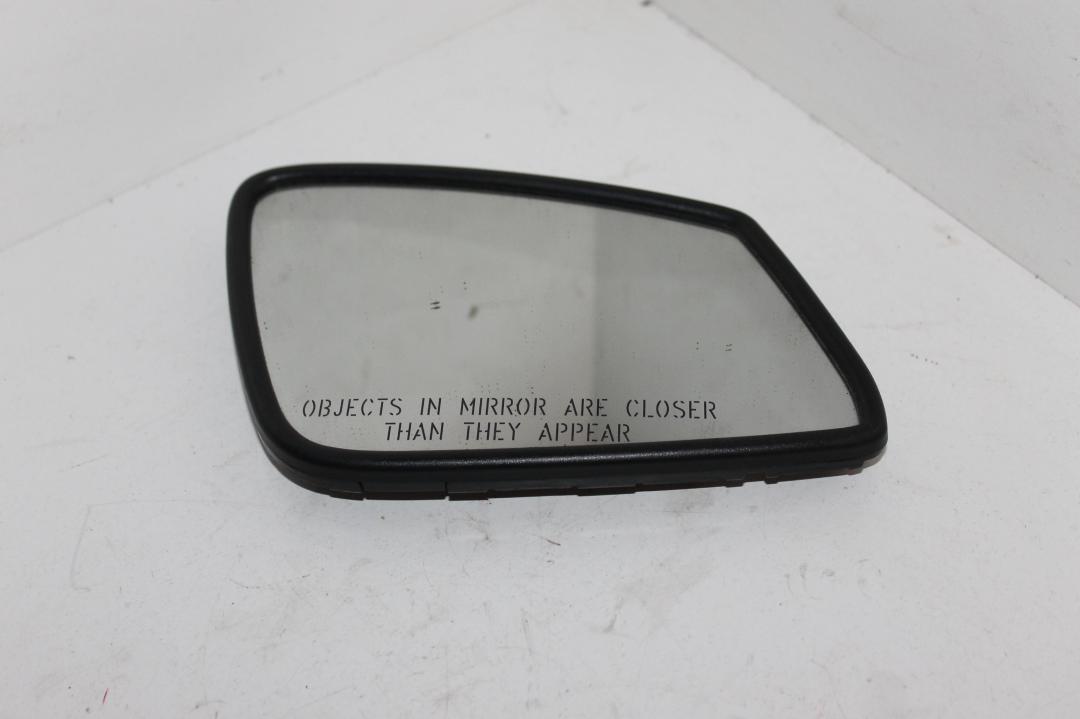 OBJECTS IN MIRROR ARE CLOSER
THAN THEY APPEAR